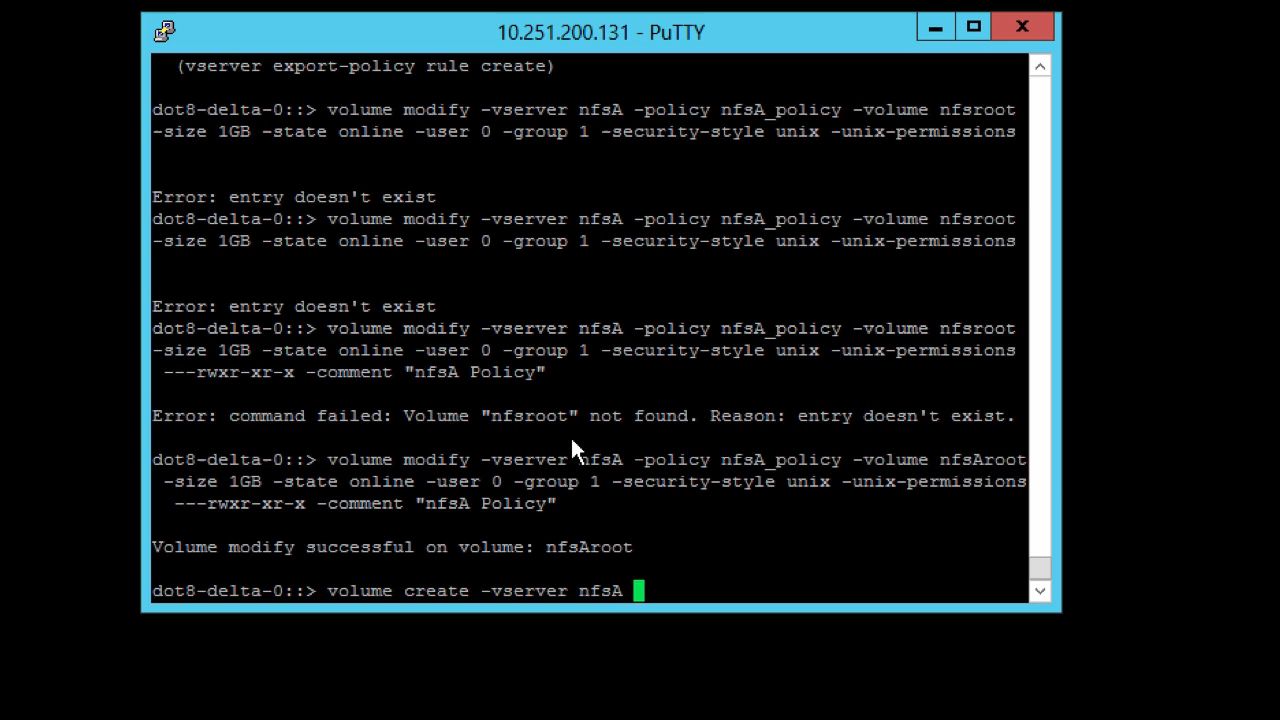 10.251.200.131 - PuTTY
(vserver export-policy rule create)
dot8-delta-0::> volume modify -vserver nfsA -policy nfsA_policy -volume nfsroot
-size 1GB -state online -user 0 -group 1 -security-style unix -unix-permissions
Error: entry doesn't exist
dot8-delta-0::> volume modify -vserver nfsA -policy nfsA_policy -volume nfsroot
-size 1GB -state online -user 0 -group 1 -security-style unix -unix-permissions
Error: entry doesn't exist
dot8-delta-0::> volume modify -vserver nfsA -policy nfsA_policy -volume nfsroot
-size 1GB -state online -user 0 -group 1 -security-style unix -unix-permissions
---rwxr-xr-x -comment "nfsA Policy"
Error: command failed: Volume "nfsroot" not found. Reason: entry doesn't exist.
dot8-delta-0::> volume modify -vserver nfsA -policy nfsA_policy -volume nfsAroot
-size 1GB -state online -user 0 -group 1 -security-style unix -unix-permissions
---rwxr-xr-x -comment "nfsA Policy"
Volume modify successful on volume: nfsAroot
dot8-delta-0::> volume create -vserver nfsA